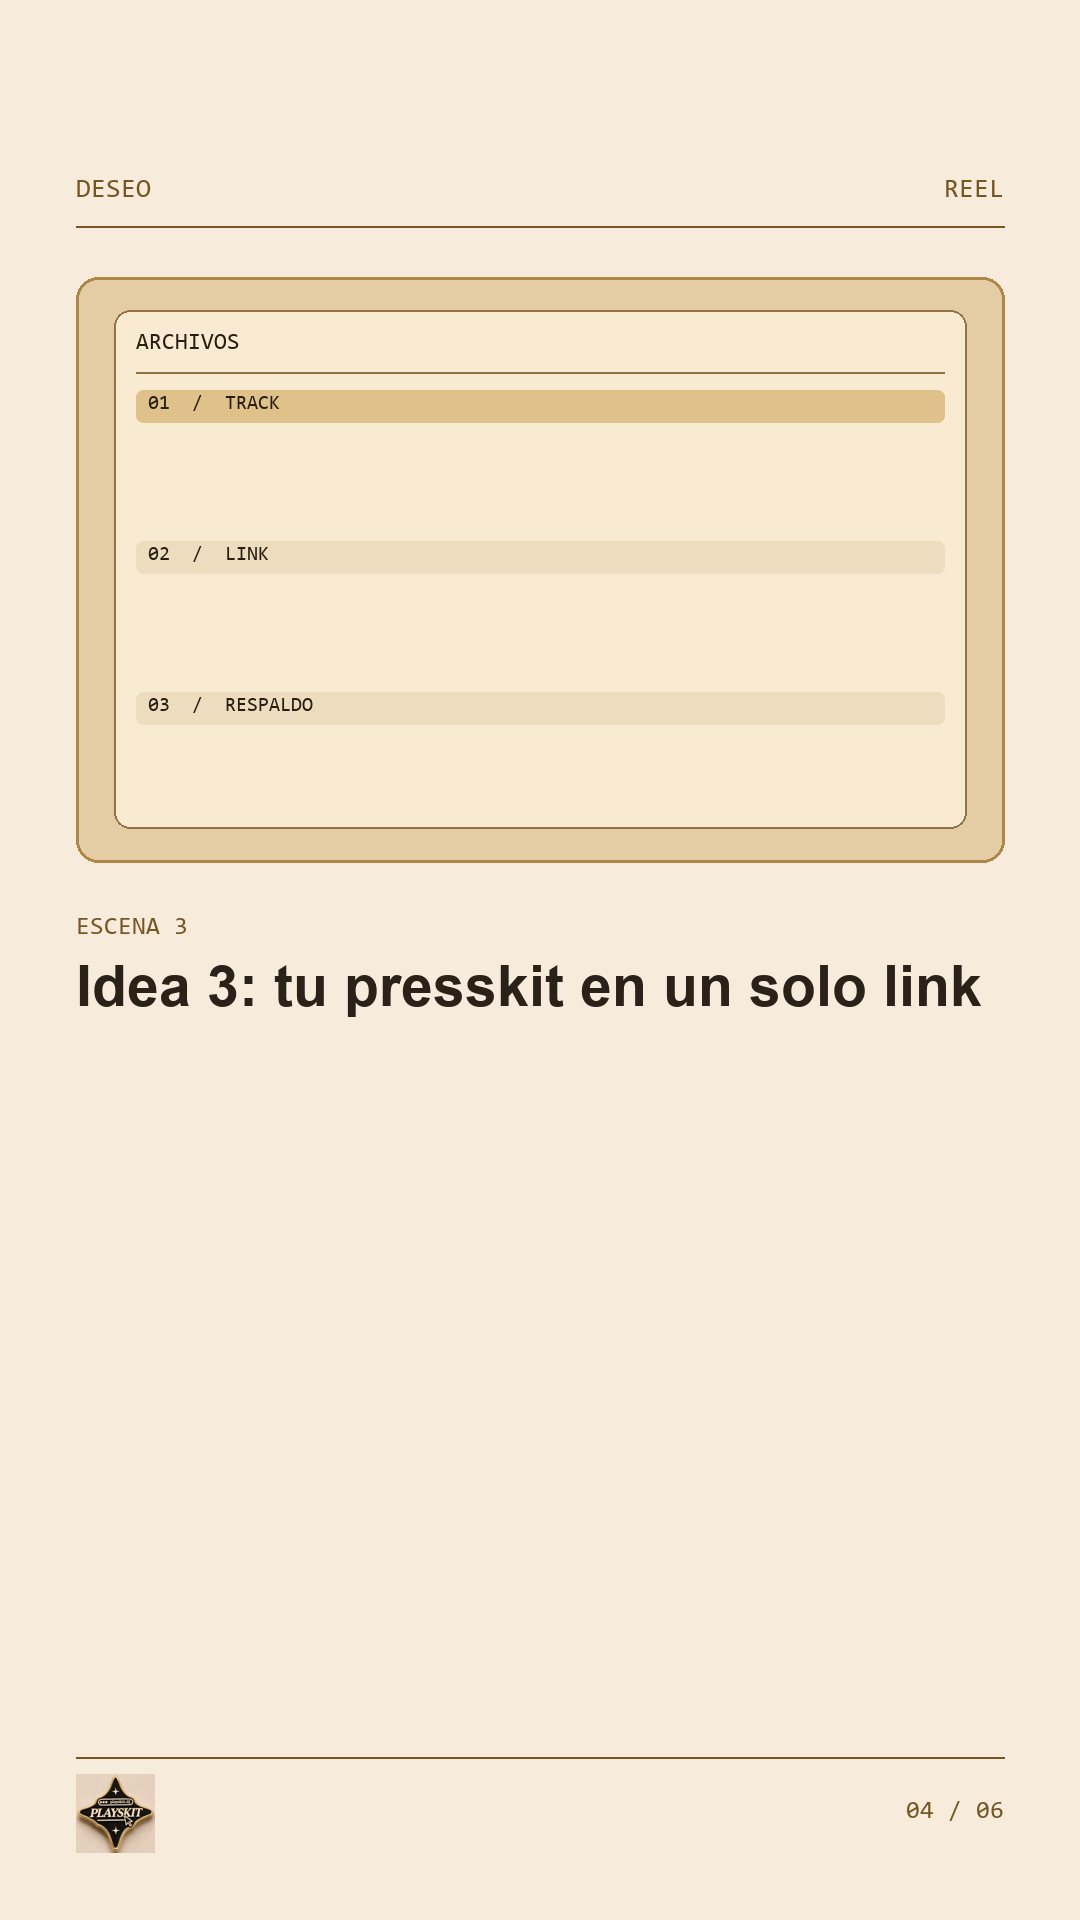 DESEO REEL
ARCHIVOS
01 / TRACK
02 / LINK
03 / RESPALDO
ESCENA 3
Idea 3: tu presskit en un solo link
PLAYSKIT
04 / 06